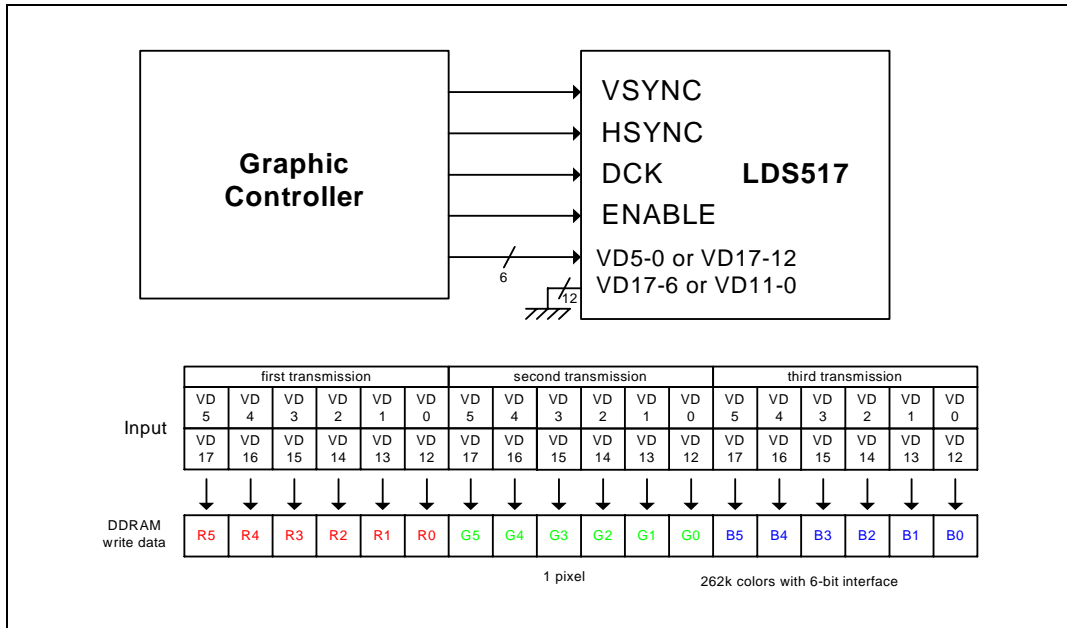 Graphic
Controller
VSYNC
HSYNC
DCK
LDS517
ENABLE
VD5-0 or VD17-12
VD17-6 or VD11-0
6
12
first transmission second transmission third transmission
Input
VD VD VD VD VD VD VD VD VD VD VD VD VD VD VD VD VD VD
5 4 3 2 1 0 5 4 3 2 1 0 5 4 3 2 1 0
VD VD VD VD VD VD VD VD VD VD VD VD VD VD VD VD VD VD
17 16 15 14 13 12 17 16 15 14 13 12 17 16 15 14 13 12
DDRAM
write data
R5 R4 R3 R2 R1 R0 G5 G4 G3 G2 G1 G0 B5 B4 B3 B2 B1 B0
1 pixel
262k colors with 6-bit interface